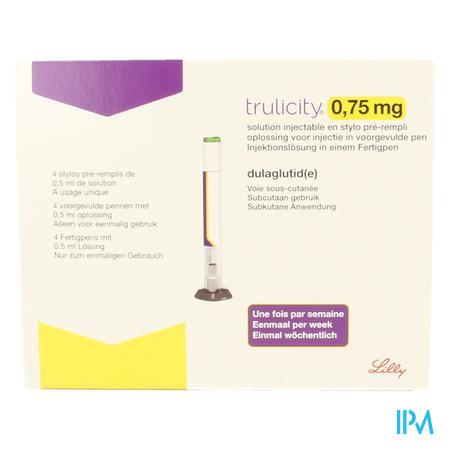 trulicity® 0,75 mg
solution injectable en stylo pré-rempli
oplossing voor injectie in voorgevulde pen
Injektionslösung in einem Fertigpen
dulaglutid(e)
Voie sous-cutanée
Subcutaan gebruik
Subkutane Anwendung
4 stylos pré-remplis de
0,5 ml de solution
A usage unique
4 voorgevulde pennen met
0,5 ml oplossing
Alleen voor eenmalig gebruik
4 Fertigpens mit
0,5 ml Lösung
Nur zum einmaligen Gebrauch
Une fois par semaine
Eenmaal per week
Einmal wöchentlich
Lilly
IPM